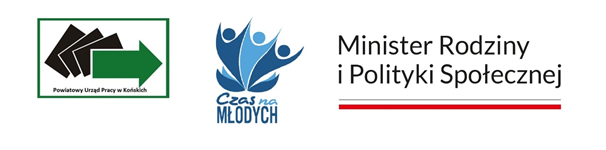 Powiatowy Urząd Pracy w Końskich
Czas na
MŁODYCH
Minister Rodziny
i Polityki Społecznej